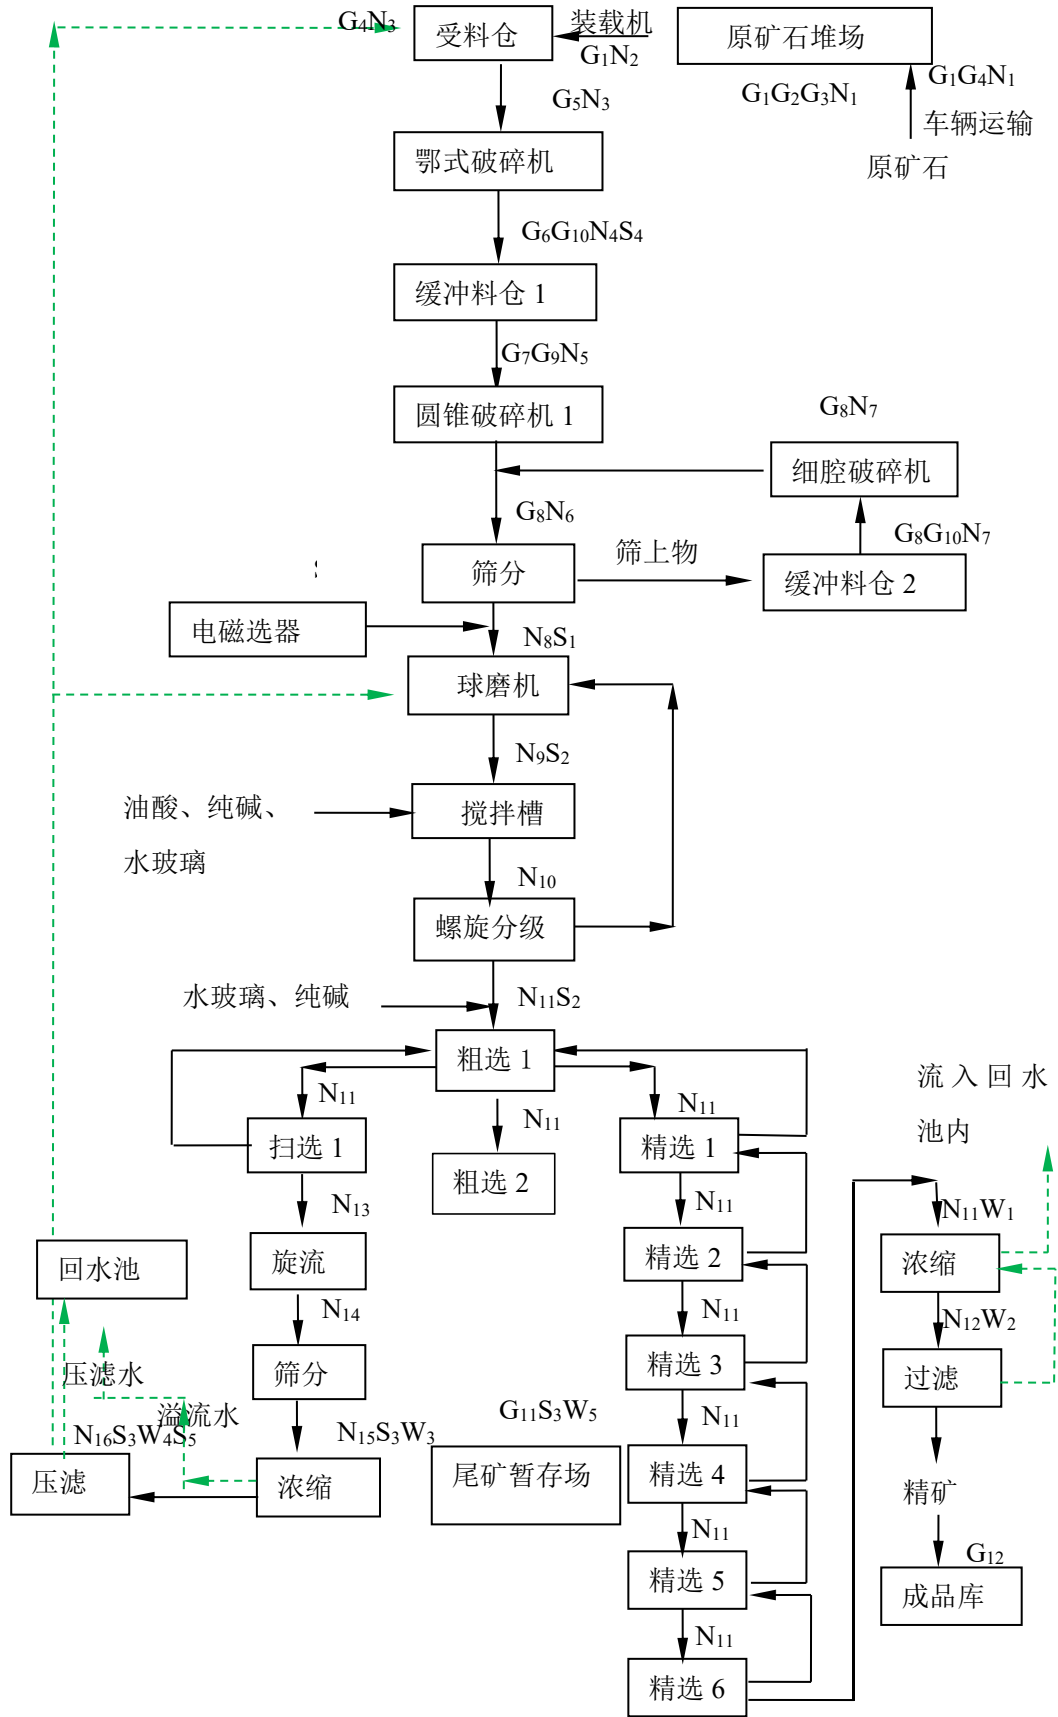 G₄N₃
受料仓
装载机
G₁N₂
原矿石堆场
G₁G₂G₃N₁
G₁G₄N₁
车辆运输
原矿石
G₅N₃
鄂式破碎机
G₆G₁₀N₄S₄
缓冲料仓 1
G₇G₉N₅
圆锥破碎机 1
G₈N₇
细腔破碎机
G₈N₆
G₈G₁₀N₇
筛分
筛上物
缓冲料仓 2
电磁选器
N₈S₁
球磨机
N₉S₂
油酸、纯碱、
水玻璃
搅拌槽
N₁₀
螺旋分级
水玻璃、纯碱
N₁₁S₂
粗选 1
N₁₁
N₁₁
N₁₁
扫选 1
粗选 2
精选 1
流入回水
池内
N₁₃
N₁₁
N₁₁W₁
回水池
旋流
精选 2
浓缩
N₁₄
N₁₁
N₁₂W₂
压滤水
筛分
精选 3
过滤
溢流水
N₁₆S₃W₄S₅
N₁₅S₃W₃
G₁₁S₃W₅
N₁₁
压滤
浓缩
尾矿暂存场
精选 4
精矿
N₁₁
G₁₂
精选 5
成品库
N₁₁
精选 6